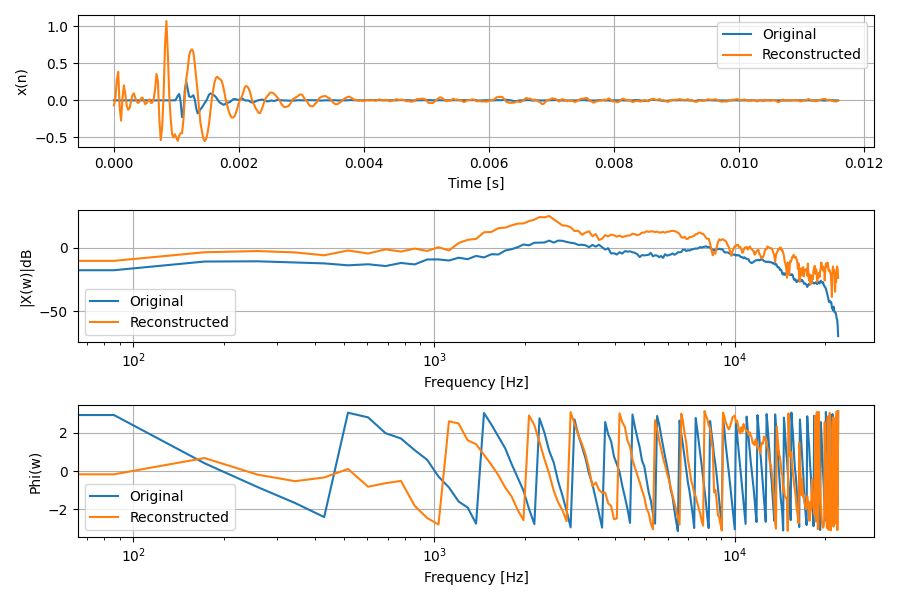 x(n)
1.0
0.5
0.0
−0.5
Original
Reconstructed
0.000
0.002
0.004
0.006
0.008
0.010
0.012
Time [s]
|X(w)|dB
0
−50
Original
Reconstructed
10²
10³
10⁴
Frequency [Hz]
Phi(w)
2
0
−2
Original
Reconstructed
10²
10³
10⁴
Frequency [Hz]